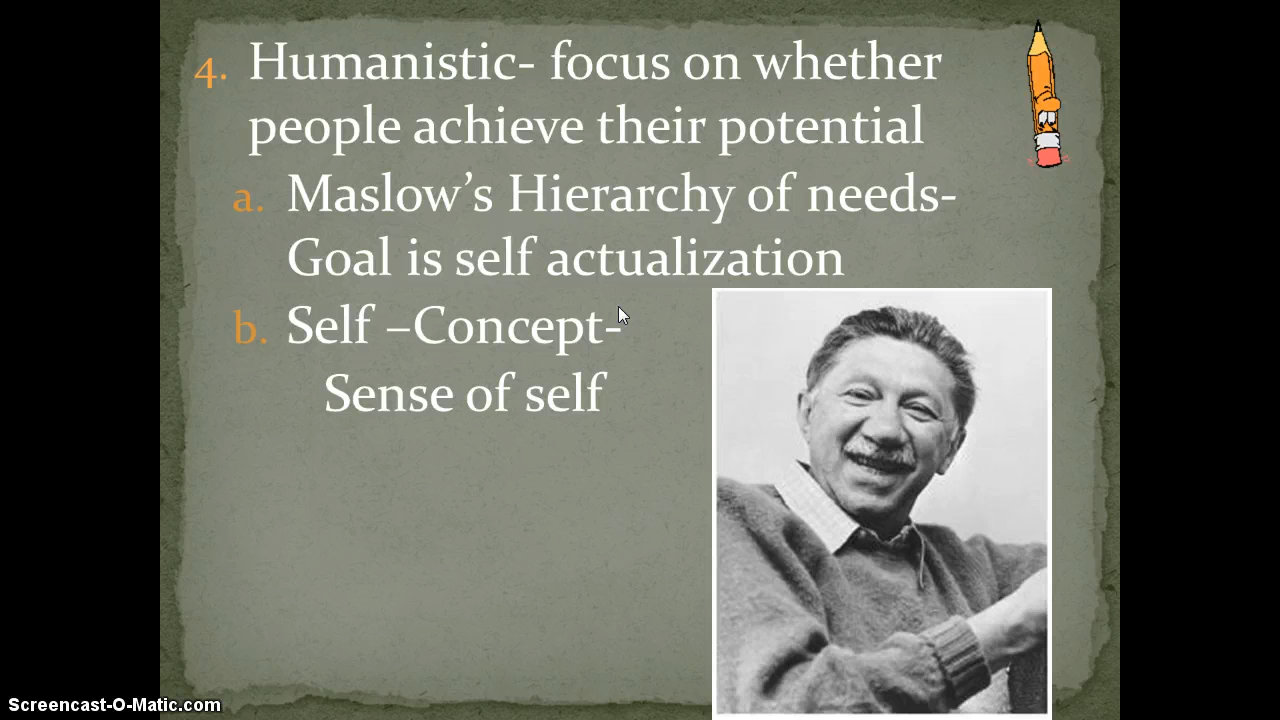 4. Humanistic- focus on whether
people achieve their potential
a. Maslow’s Hierarchy of needs-
Goal is self actualization
b. Self –Concept-
Sense of self
Screencast-O-Matic.com